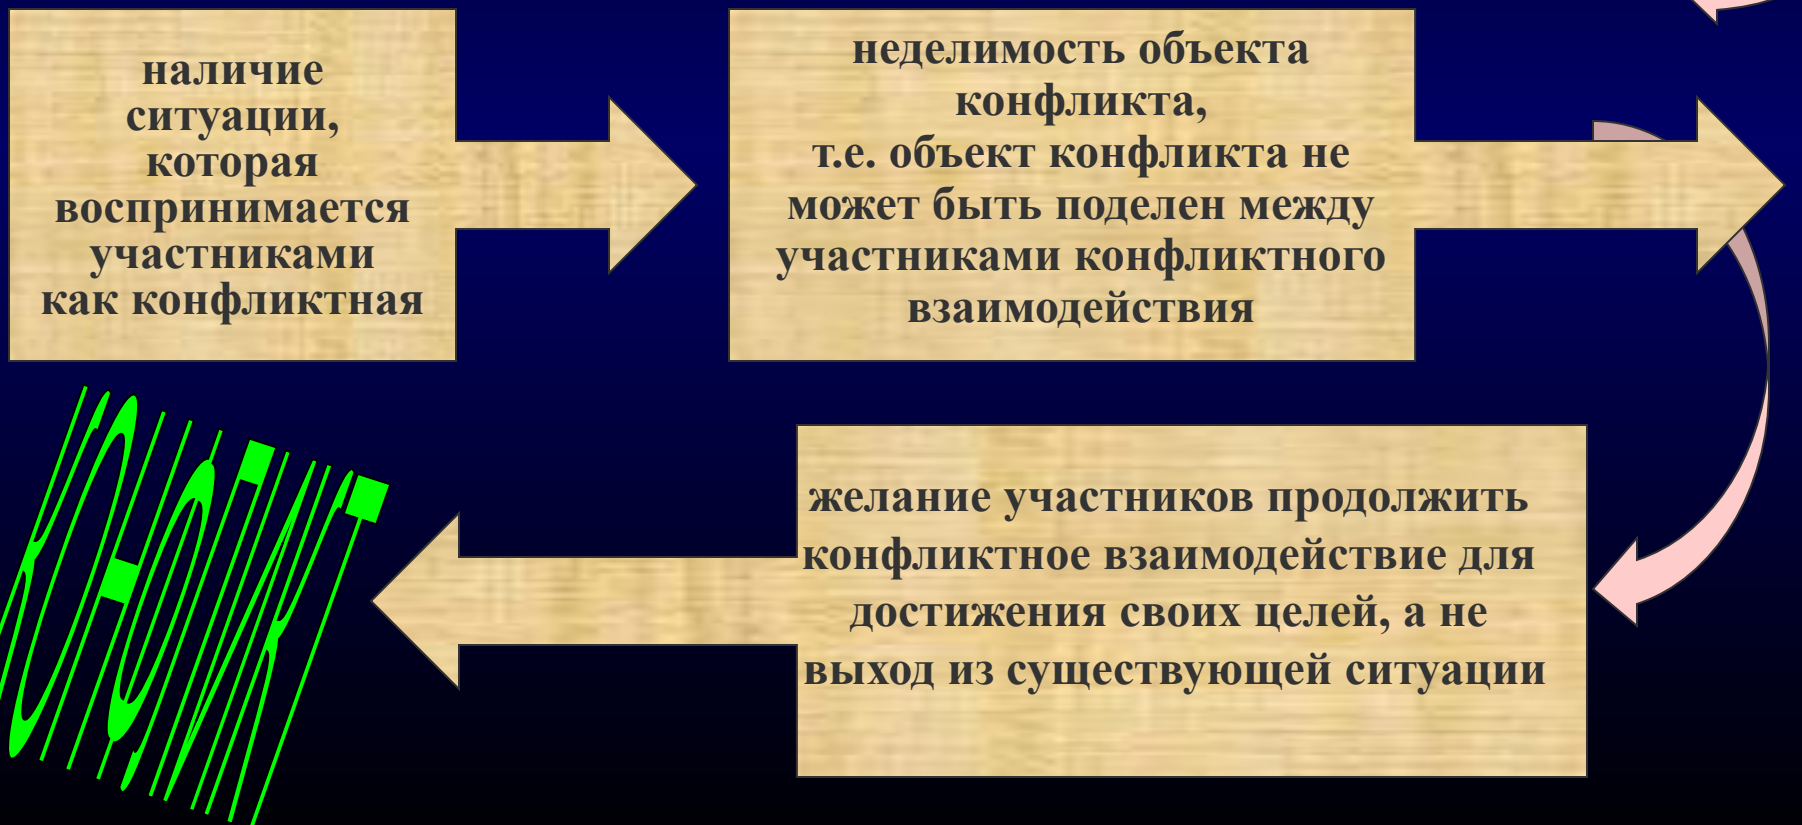 наличие
ситуации,
которая
воспринимается
участниками
как конфликтная
неделимость объекта
конфликта,
т.е. объект конфликта не
может быть поделен между
участниками конфликтного
взаимодействия
желание участников продолжить
конфликтное взаимодействие для
достижения своих целей, а не
выход из существующей ситуации